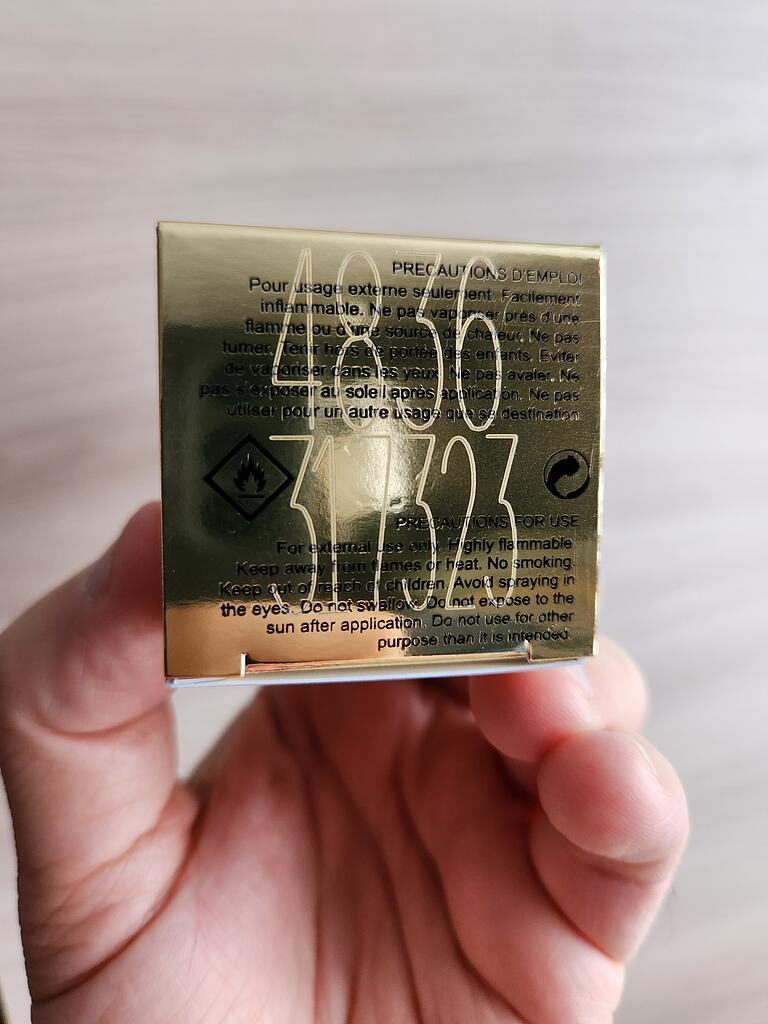 4836
PRECAUTIONS D'EMPLOI
Pour usage externe seulement. Facilement
inflammable. Ne pas vaporiser près d'une
flamme ou d'une source de chaleur. Ne pas
fumer. Tenir hors de portée des enfants. Eviter
de vaporiser dans les yeux. Ne pas avaler. Ne
pas s'exposer au soleil après application. Ne pas
utiliser pour un autre usage que sa destination
317323
PRECAUTIONS FOR USE
For external use only. Highly flammable.
Keep away from flames or heat. No smoking.
Keep out of reach of children. Avoid spraying in
the eyes. Do not swallow. Do not expose to the
sun after application. Do not use for other
purpose than it is intended.